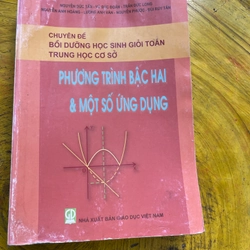 CHUYÊN ĐỀ
BỒI DƯỠNG HỌC SINH GIỎI TOÁN
TRUNG HỌC CƠ SỞ
PHƯƠNG TRÌNH BẬC HAI
& MỘT SỐ ỨNG DỤNG
NHÀ XUẤT BẢN GIÁO DỤC VIỆT NAM